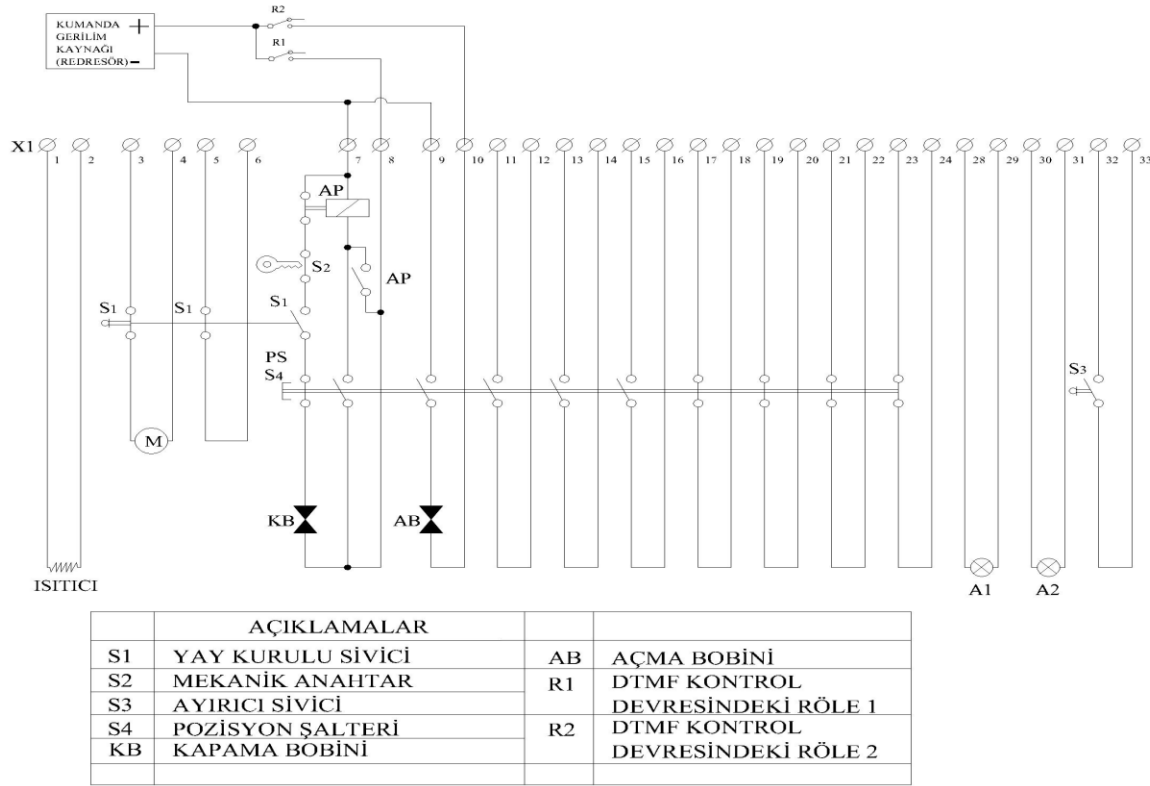 R2
KUMANDA +
GERİLİM
KAYNAĞI
(REDRESÖR) -
R1
X1
1 2 3 4 5 6 7 8 9 10 11 12 13 14 15 16 17 18 19 20 21 22 23 24 28 29 30 31 32 33
AP
S2
AP
S1 S1 S1
PS
S4
S3
M
KB AB
ISITICI
A1 A2
AÇIKLAMALAR
S1 YAY KURULU SİVİCİ AB AÇMA BOBİNİ
S2 MEKANİK ANAHTAR R1 DTMF KONTROL
DEVRESİNDEKİ RÖLE 1
S3 AYIRICI SİVİCİ
S4 POZİSYON ŞALTERİ R2 DTMF KONTROL
DEVRESİNDEKİ RÖLE 2
KB KAPAMA BOBİNİ